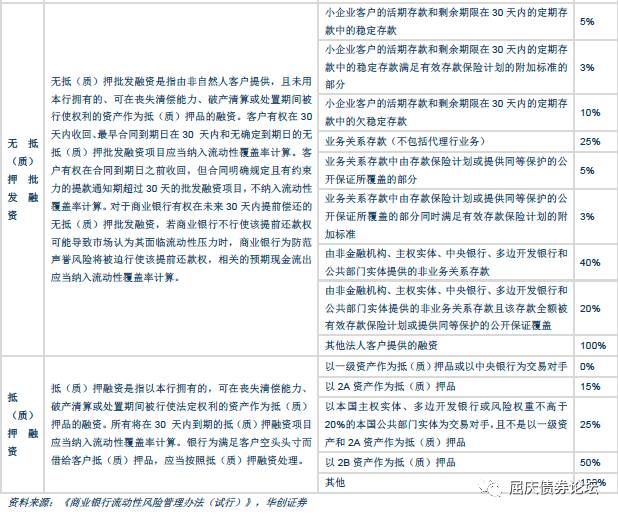 小企业客户的活期存款和剩余期限在 30 天内的定期存
款中的稳定存款
5%
小企业客户的活期存款和剩余期限在 30 天内的定期存
款中的稳定存款满足有效存款保险计划的附加标准的
部分
3%
小企业客户的活期存款和剩余期限在 30 天内的定期存
款中的欠稳定存款
10%
无 抵
（质）
押 批
发 融
资
无抵（质）押批发融资是指由非自然人客户提供，且未用
本行拥有的、可在丧失清偿能力、破产清算或处置期间被
行使权利的资产作为抵（质）押品的融资。客户有权在 30
天内收回、最早合同到期日在 30 天内和无确定到期日的无
抵（质）押批发融资项目应当纳入流动性覆盖率计算。客
户有权在合同到期日之前收回，但合同明确规定且有约束
力的提款通知期超过 30 天的批发融资项目，不纳入流动性
覆盖率计算。对于商业银行有权在未来 30 天内提前偿还的
无抵（质）押批发融资，若商业银行不行使该提前还款权
可能导致市场认为其面临流动性压力时，商业银行为防范
声誉风险将被迫行使该提前还款权，相关的预期现金流出
应当纳入流动性覆盖率计算。
业务关系存款（不包括代理行业务）
25%
业务关系存款中由存款保险计划或提供同等保护的公
开保证所覆盖的部分
5%
业务关系存款中由存款保险计划或提供同等保护的公
开保证所覆盖的部分同时满足有效存款保险计划的附
加标准
3%
由非金融机构、主权实体、中央银行、多边开发银行和
公共部门实体提供的非业务关系存款
40%
由非金融机构、主权实体、中央银行、多边开发银行和
公共部门实体提供的非业务关系存款且该存款全额被
有效存款保险计划或提供同等保护的公开保证覆盖
20%
其他法人客户提供的融资
100%
抵
（质）
押 融
资
抵（质）押融资是指以本行拥有的，可在丧失清偿能力、
破产清算或处置期间被行使法定权利的资产作为抵（质）
押品的融资。所有将在 30 天内到期的抵（质）押融资项目
应当纳入流动性覆盖率计算。银行为满足客户空头头寸而
借给客户抵（质）押品，应当按照抵（质）押融资处理。
以一级资产作为抵（质）押品或以中央银行为交易对手
0%
以 2A 资产作为抵（质）押品
15%
以本国主权实体、多边开发银行或风险权重不高于
20%的本国公共部门实体为交易对手，且不是以一级资
产和 2A 资产作为抵（质）押品
25%
以 2B 资产作为抵（质）押品
50%
其他
100%
屈庆债券论坛
资料来源：《商业银行流动性风险管理办法（试行）》，华创证券